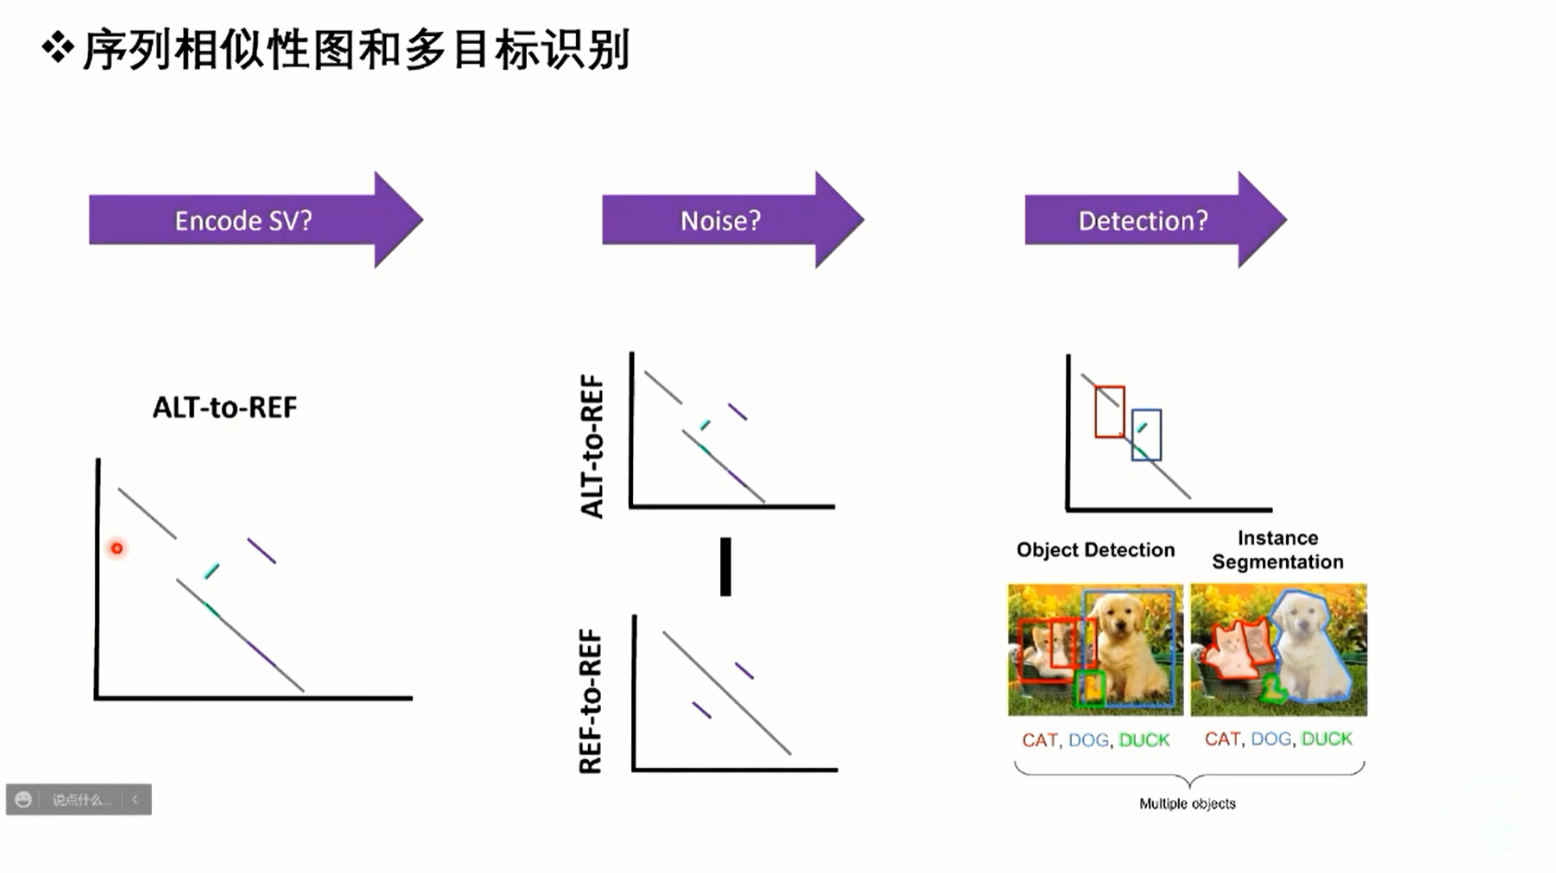 ❖序列相似性图和多目标识别
Encode SV?
Noise?
Detection?
ALT-to-REF
ALT-to-REF
REF-to-REF
Object Detection
Instance
Segmentation
CAT, DOG, DUCK
CAT, DOG, DUCK
Multiple objects
说点什么...